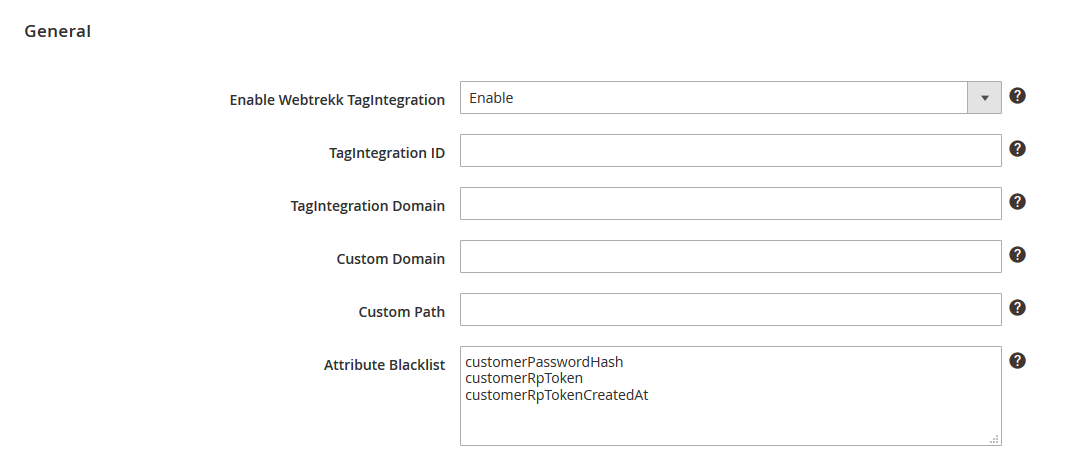 General
Enable Webtrekk TagIntegration Enable
TagIntegration ID
TagIntegration Domain
Custom Domain
Custom Path
Attribute Blacklist customerPasswordHash
customerRpToken
customerRpTokenCreatedAt